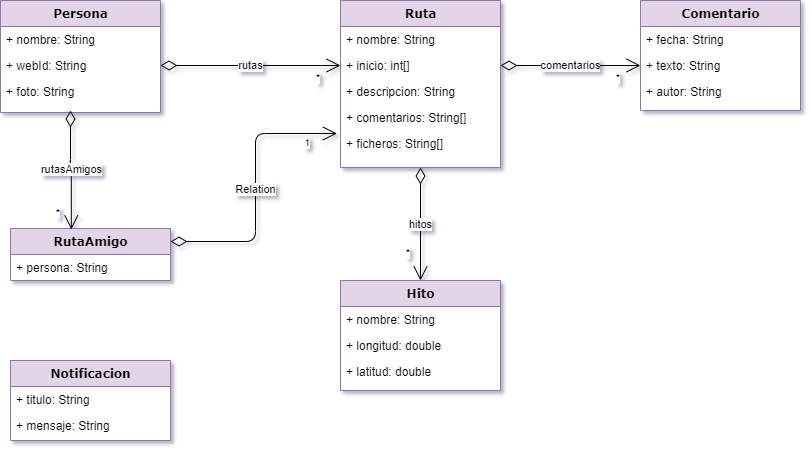 Persona
+ nombre: String
+ webId: String
+ foto: String
rutas
*
Ruta
+ nombre: String
+ inicio: int[]
+ descripcion: String
+ comentarios: String[]
+ ficheros: String[]
comentarios
*
Comentario
+ fecha: String
+ texto: String
+ autor: String
rutasAmigos
*
Relation
1
RutaAmigo
+ persona: String
hitos
*
Hito
+ nombre: String
+ longitud: double
+ latitud: double
Notificacion
+ titulo: String
+ mensaje: String